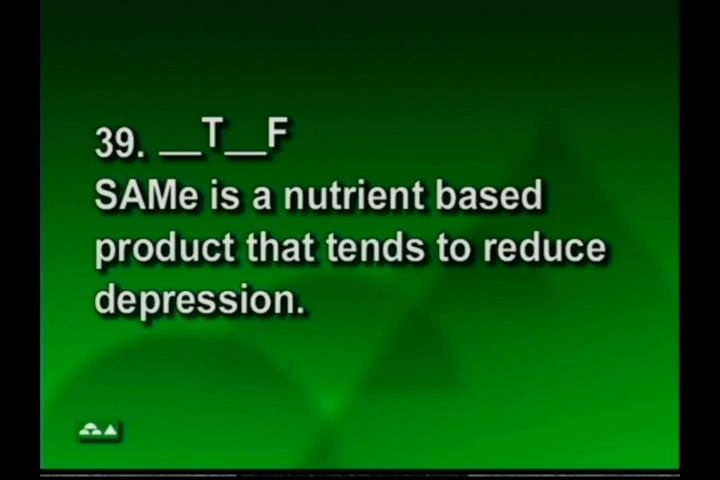 39. __T__F
SAMe is a nutrient based
product that tends to reduce
depression.